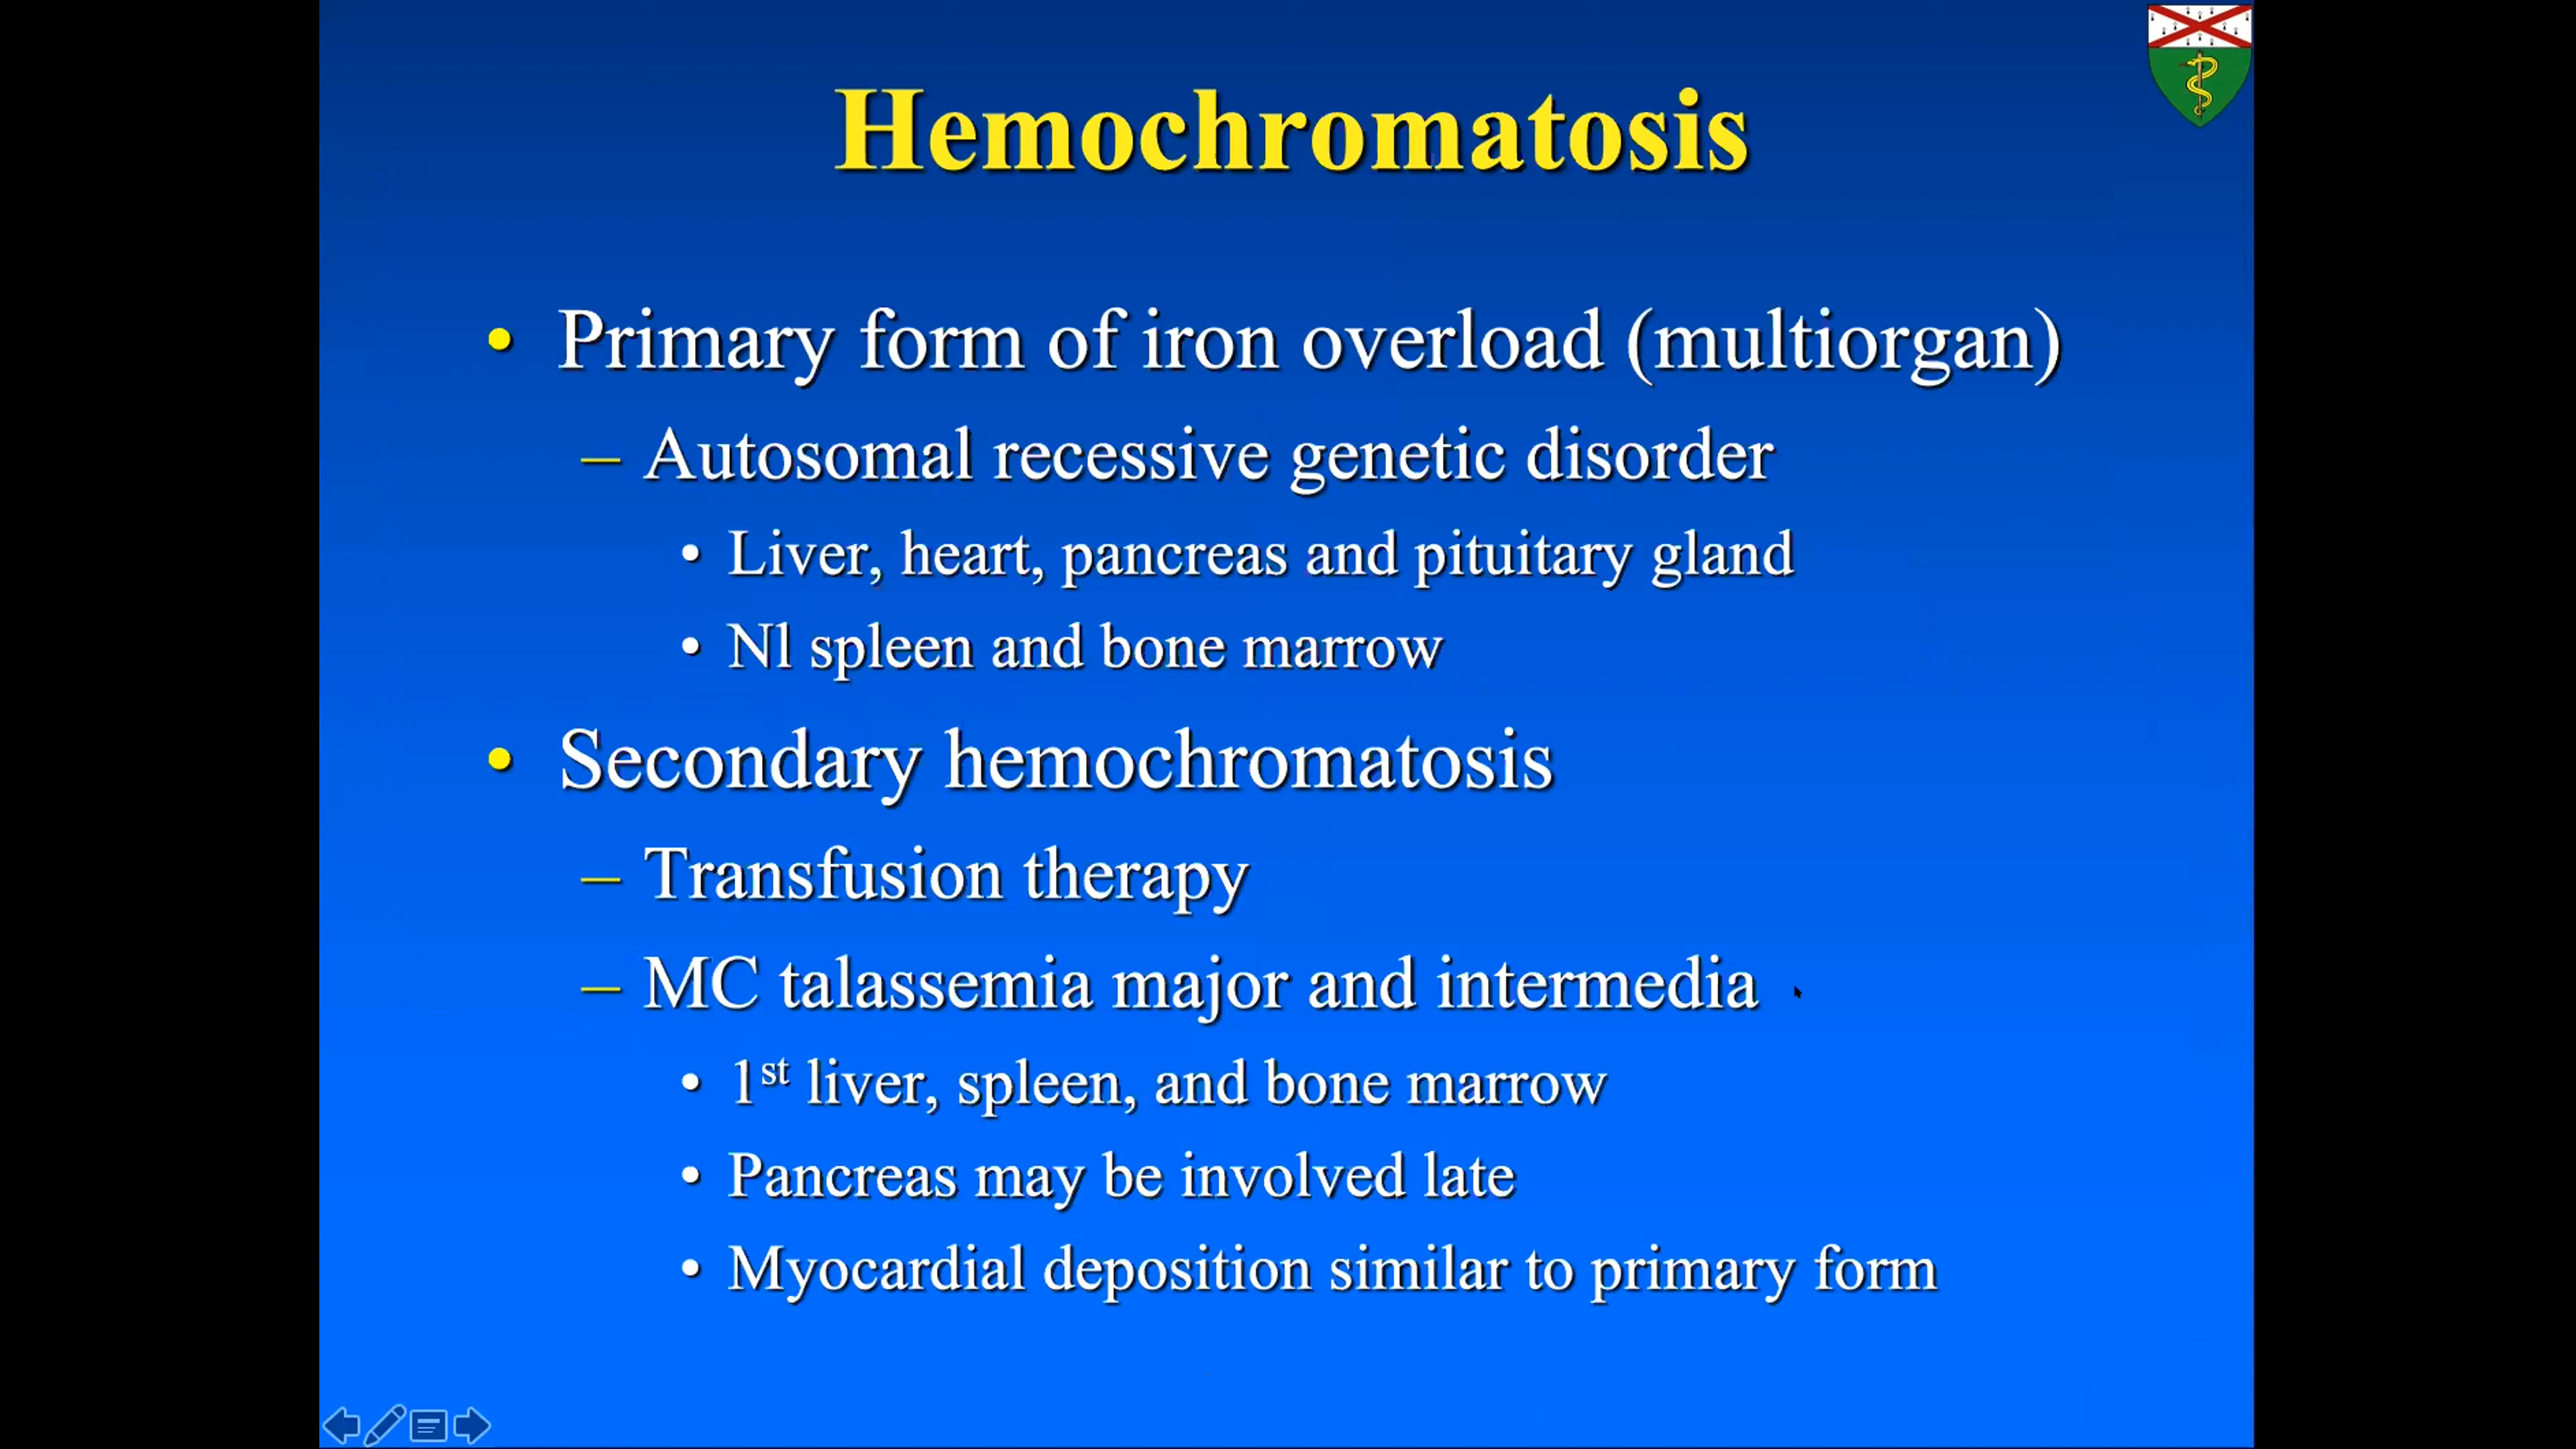 Hemochromatosis
• Primary form of iron overload (multiorgan)
– Autosomal recessive genetic disorder
• Liver, heart, pancreas and pituitary gland
• Nl spleen and bone marrow
• Secondary hemochromatosis
– Transfusion therapy
– MC talassemia major and intermedia
• 1st liver, spleen, and bone marrow
• Pancreas may be involved late
• Myocardial deposition similar to primary form